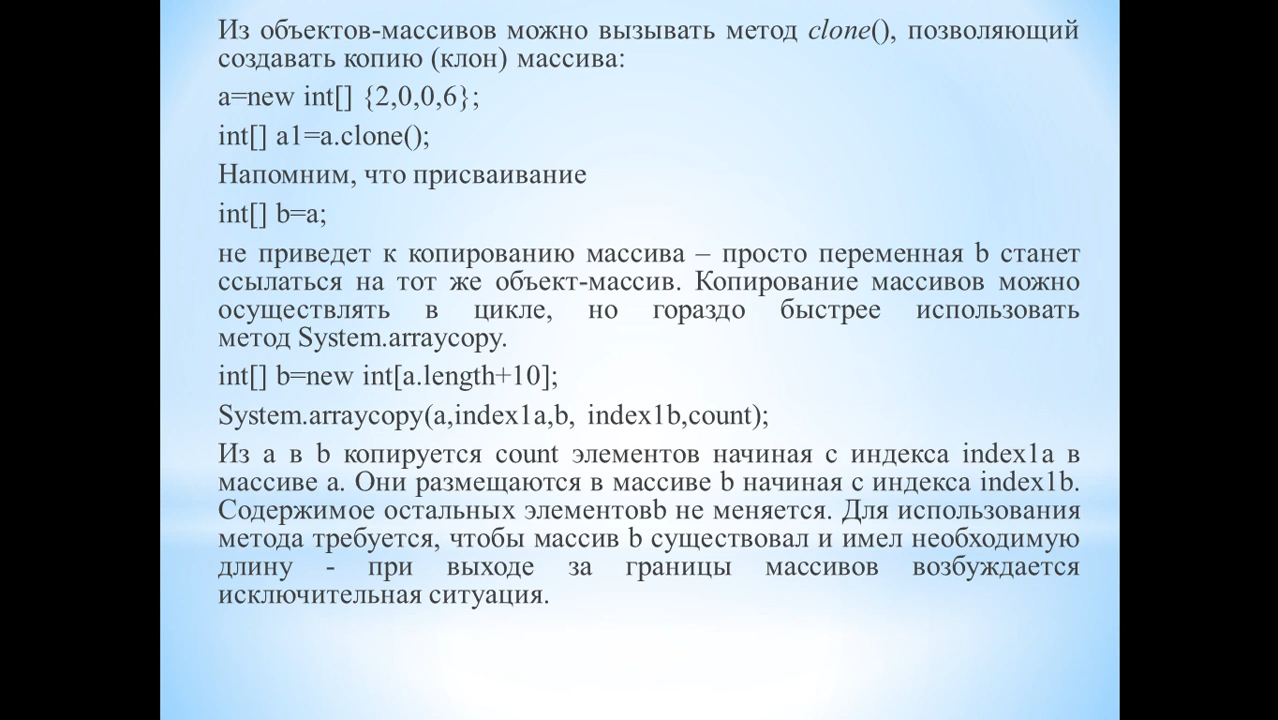 Из объектов-массивов можно вызывать метод clone(), позволяющий
создавать копию (клон) массива:
a=new int[] {2,0,0,6};
int[] a1=a.clone();
Напомним, что присваивание
int[] b=a;
не приведет к копированию массива – просто переменная b станет
ссылаться на тот же объект-массив. Копирование массивов можно
осуществлять в цикле, но гораздо быстрее использовать
метод System.arraycopy.
int[] b=new int[a.length+10];
System.arraycopy(a,index1a,b, index1b,count);
Из a в b копируется count элементов начиная с индекса index1a в
массиве a. Они размещаются в массиве b начиная с индекса index1b.
Содержимое остальных элементовb не меняется. Для использования
метода требуется, чтобы массив b существовал и имел необходимую
длину - при выходе за границы массивов возбуждается
исключительная ситуация.